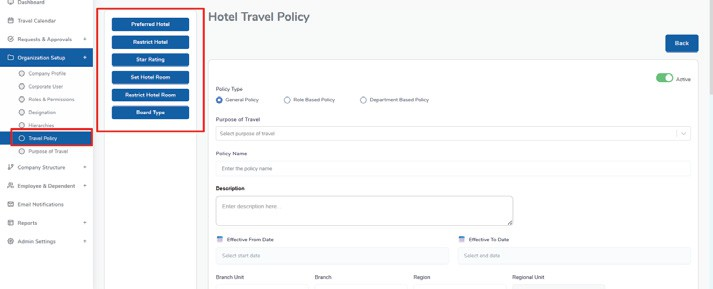 Dashboard
Travel Calendar
Requests & Approvals +
Organization Setup
Company Profile
Corporate User
Roles & Permissions
Designation
Hierarchies
Travel Policy
Purpose of Travel
Company Structure +
Employee & Dependent +
Email Notifications
Reports +
Admin Settings +
Preferred Hotel
Restrict Hotel
Star Rating
Set Hotel Room
Restrict Hotel Room
Board Type
Hotel Travel Policy
Back
Active
Policy Type
General Policy Role Based Policy Department Based Policy
Purpose of Travel
Select purpose of travel
Policy Name
Enter the policy name
Description
Enter description here
Effective From Date Effective To Date
Select start date Select end date
Branch Unit Branch Region Regional Unit